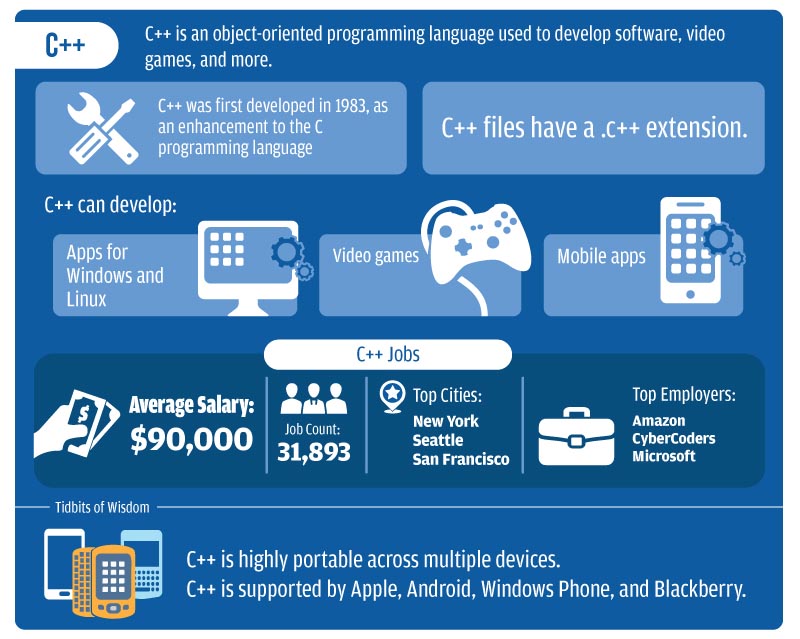 C++
C++ is an object-oriented programming language used to develop software, video
games, and more.
C++ was first developed in 1983, as
an enhancement to the C
programming language
C++ files have a .c++ extension.
C++ can develop:
Apps for
Windows and
Linux
Video games
Mobile apps
C++ Jobs
$
Average Salary:
$90,000
Job Count:
31,893
Top Cities:
New York
Seattle
San Francisco
Top Employers:
Amazon
CyberCoders
Microsoft
Tidbits of Wisdom
C++ is highly portable across multiple devices.
C++ is supported by Apple, Android, Windows Phone, and Blackberry.